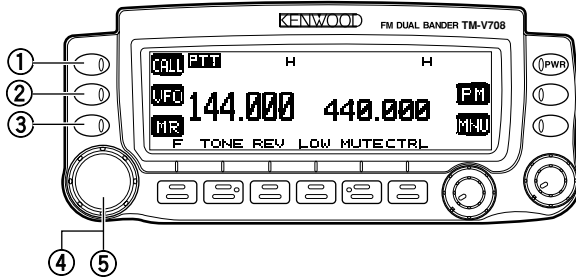 KENWOOD FM DUAL BANDER TM-V708
1 CALL PTT H H PWR
2 VFO 144.000 440.000 PM
3 MR MNU
F TONE REV LOW MUTE CTRL
4 5